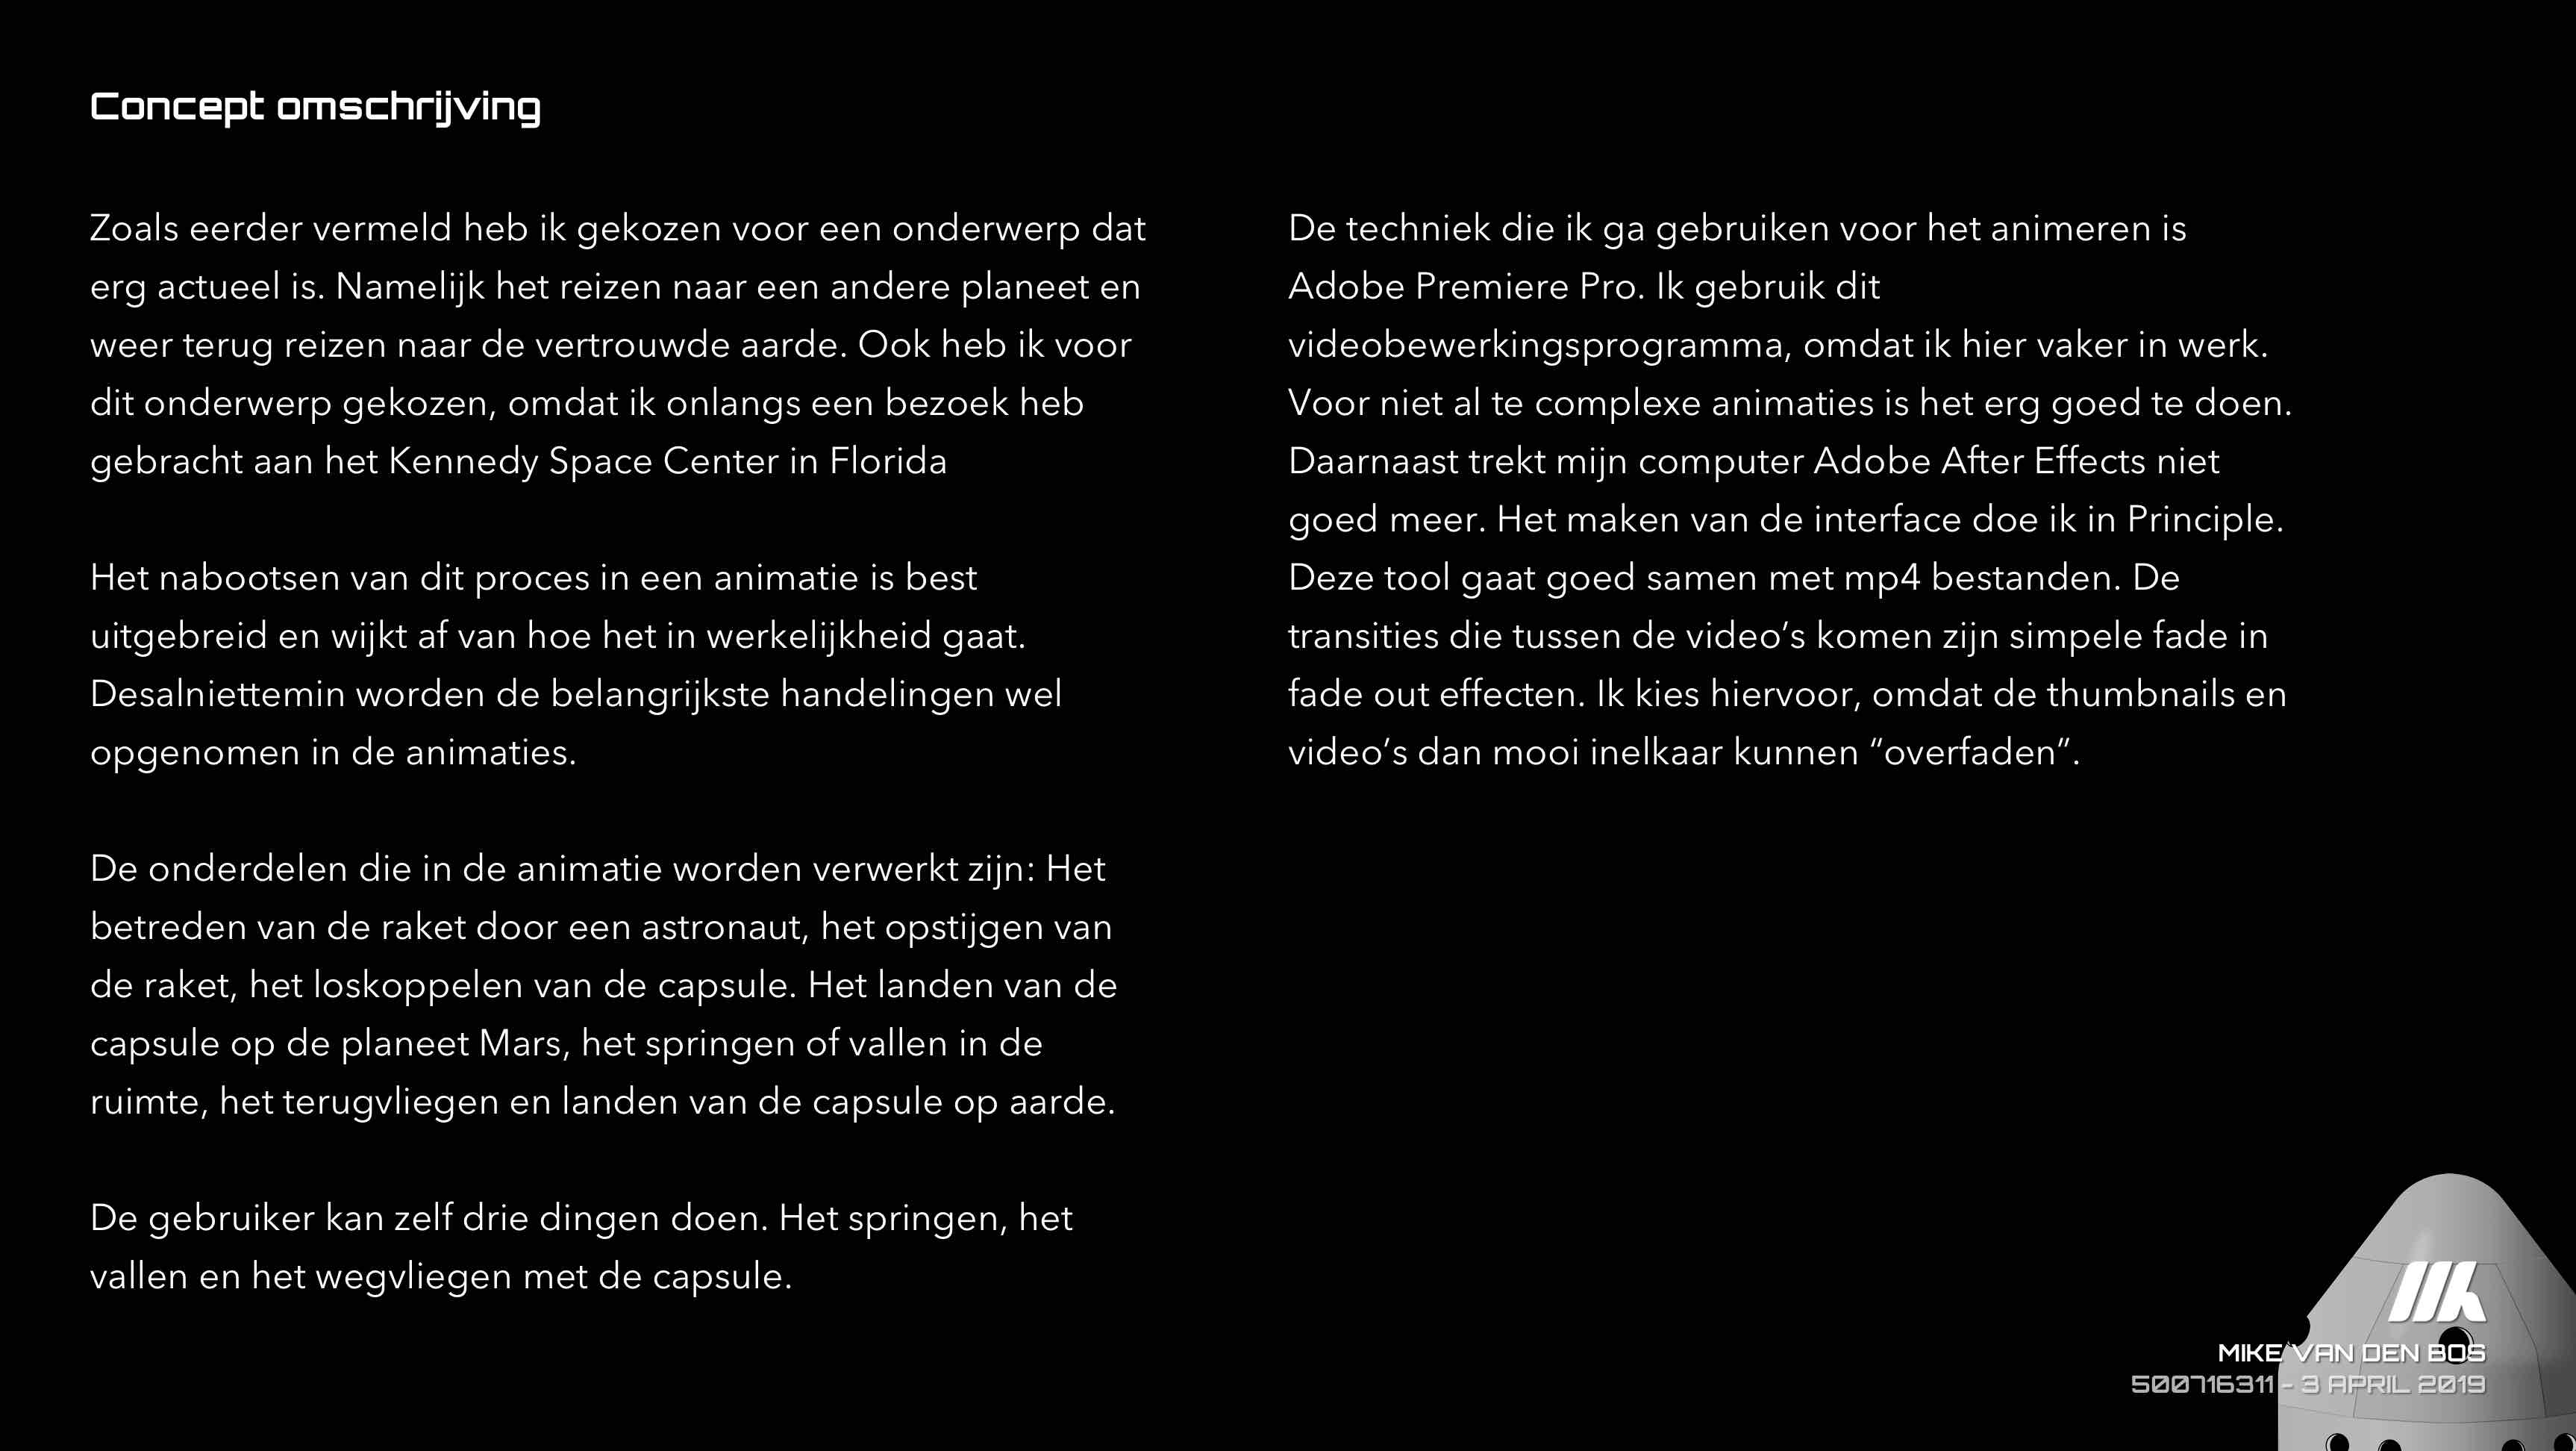 Concept omschrijving
Zoals eerder vermeld heb ik gekozen voor een onderwerp dat
erg actueel is. Namelijk het reizen naar een andere planeet en
weer terug reizen naar de vertrouwde aarde. Ook heb ik voor
dit onderwerp gekozen, omdat ik onlangs een bezoek heb
gebracht aan het Kennedy Space Center in Florida
Het nabootsen van dit proces in een animatie is best
uitgebreid en wijkt af van hoe het in werkelijkheid gaat.
Desalniettemin worden de belangrijkste handelingen wel
opgenomen in de animaties.
De onderdelen die in de animatie worden verwerkt zijn: Het
betreden van de raket door een astronaut, het opstijgen van
de raket, het loskoppelen van de capsule. Het landen van de
capsule op de planeet Mars, het springen of vallen in de
ruimte, het terugvliegen en landen van de capsule op aarde.
De gebruiker kan zelf drie dingen doen. Het springen, het
vallen en het wegvliegen met de capsule.
De techniek die ik ga gebruiken voor het animeren is
Adobe Premiere Pro. Ik gebruik dit
videobewerkingsprogramma, omdat ik hier vaker in werk.
Voor niet al te complexe animaties is het erg goed te doen.
Daarnaast trekt mijn computer Adobe After Effects niet
goed meer. Het maken van de interface doe ik in Principle.
Deze tool gaat goed samen met mp4 bestanden. De
transities die tussen de video’s komen zijn simpele fade in
fade out effecten. Ik kies hiervoor, omdat de thumbnails en
video’s dan mooi inelkaar kunnen “overfaden”.
MIKE VAN DEN BOS
500716311 - 3 APRIL 2019